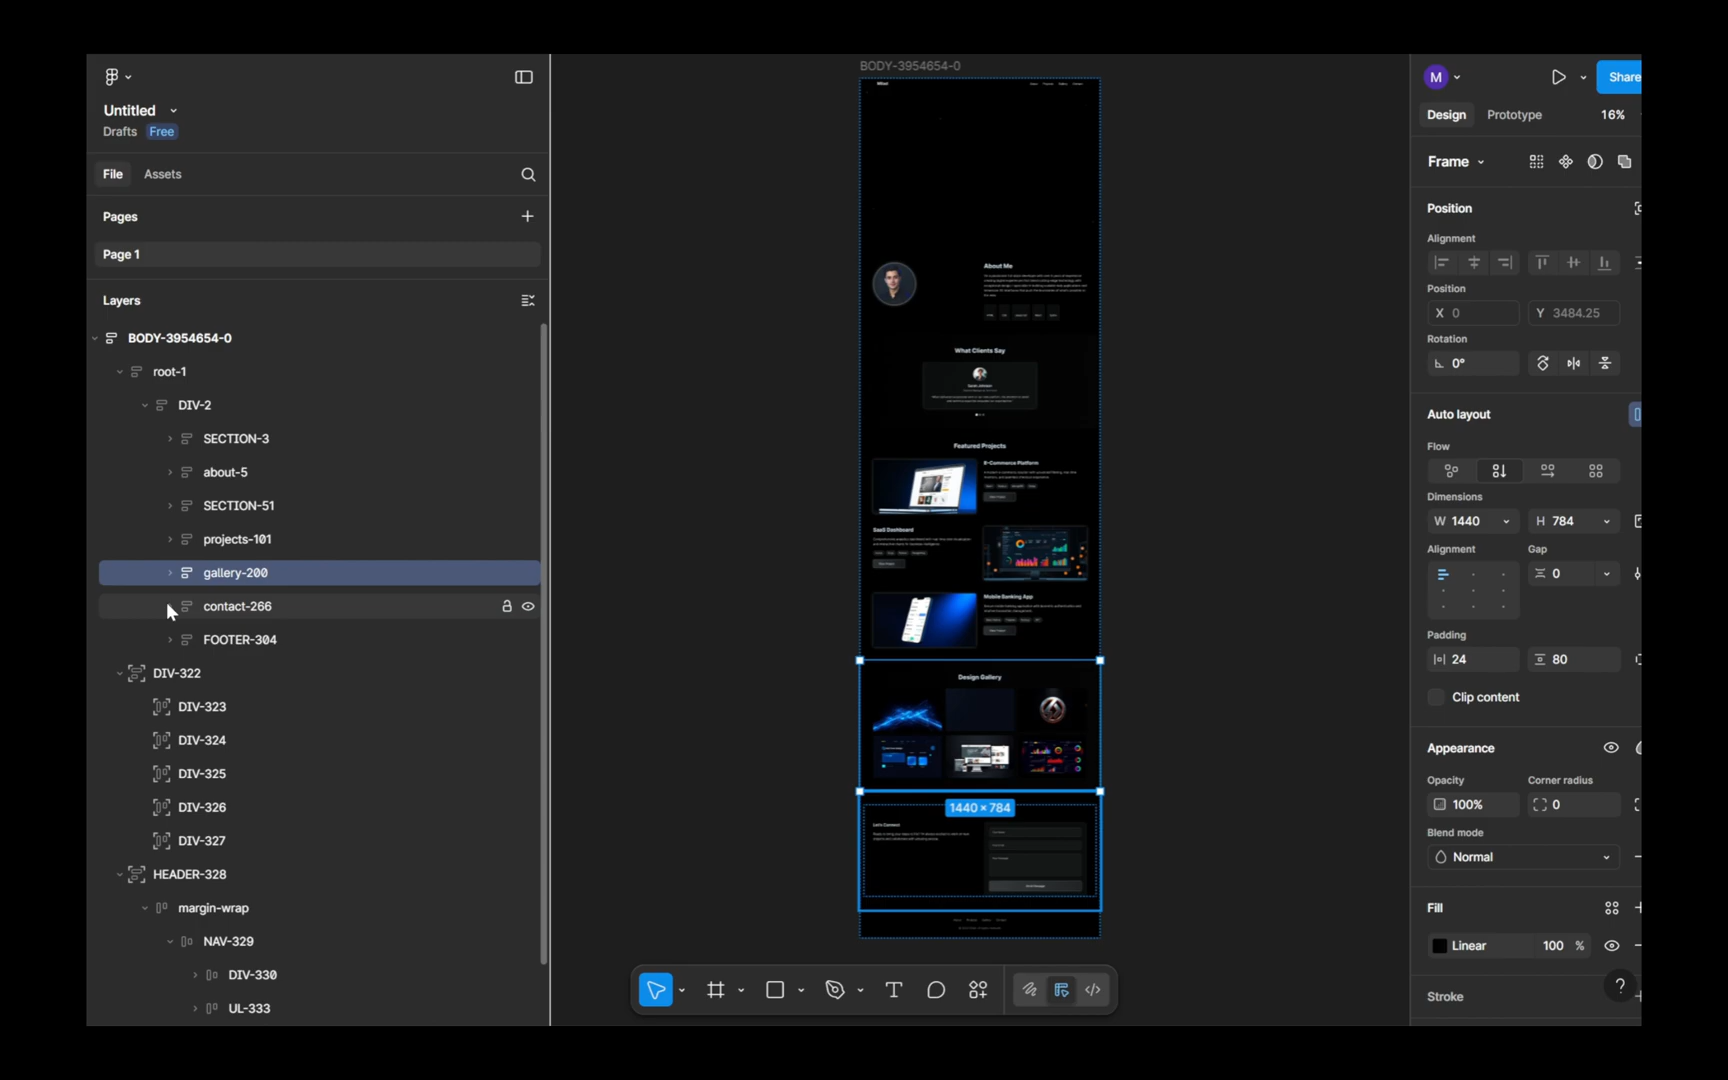 Untitled
Drafts
Free
File
Assets
Pages
Page 1
Layers
BODY-3954654-0
root-1
DIV-2
SECTION-3
about-5
SECTION-51
projects-101
gallery-200
contact-266
FOOTER-304
DIV-322
DIV-323
DIV-324
DIV-325
DIV-326
DIV-327
HEADER-328
margin-wrap
NAV-329
DIV-330
UL-333
BODY-3954654-0
About Me
What Clients Say
Featured Projects
E-Commerce Platform
SaaS Dashboard
Mobile Banking App
Design Gallery
1440 × 784
Let's Connect
M
Share
Design
Prototype
16%
Frame
Position
Alignment
Position
X 0
Y 3484.25
Rotation
0°
Auto layout
Flow
Dimensions
W 1440
H 784
Alignment
Gap
0
Padding
24
80
Clip content
Appearance
Opacity
Corner radius
100%
0
Blend mode
Normal
Fill
Linear
100 %
Stroke
?